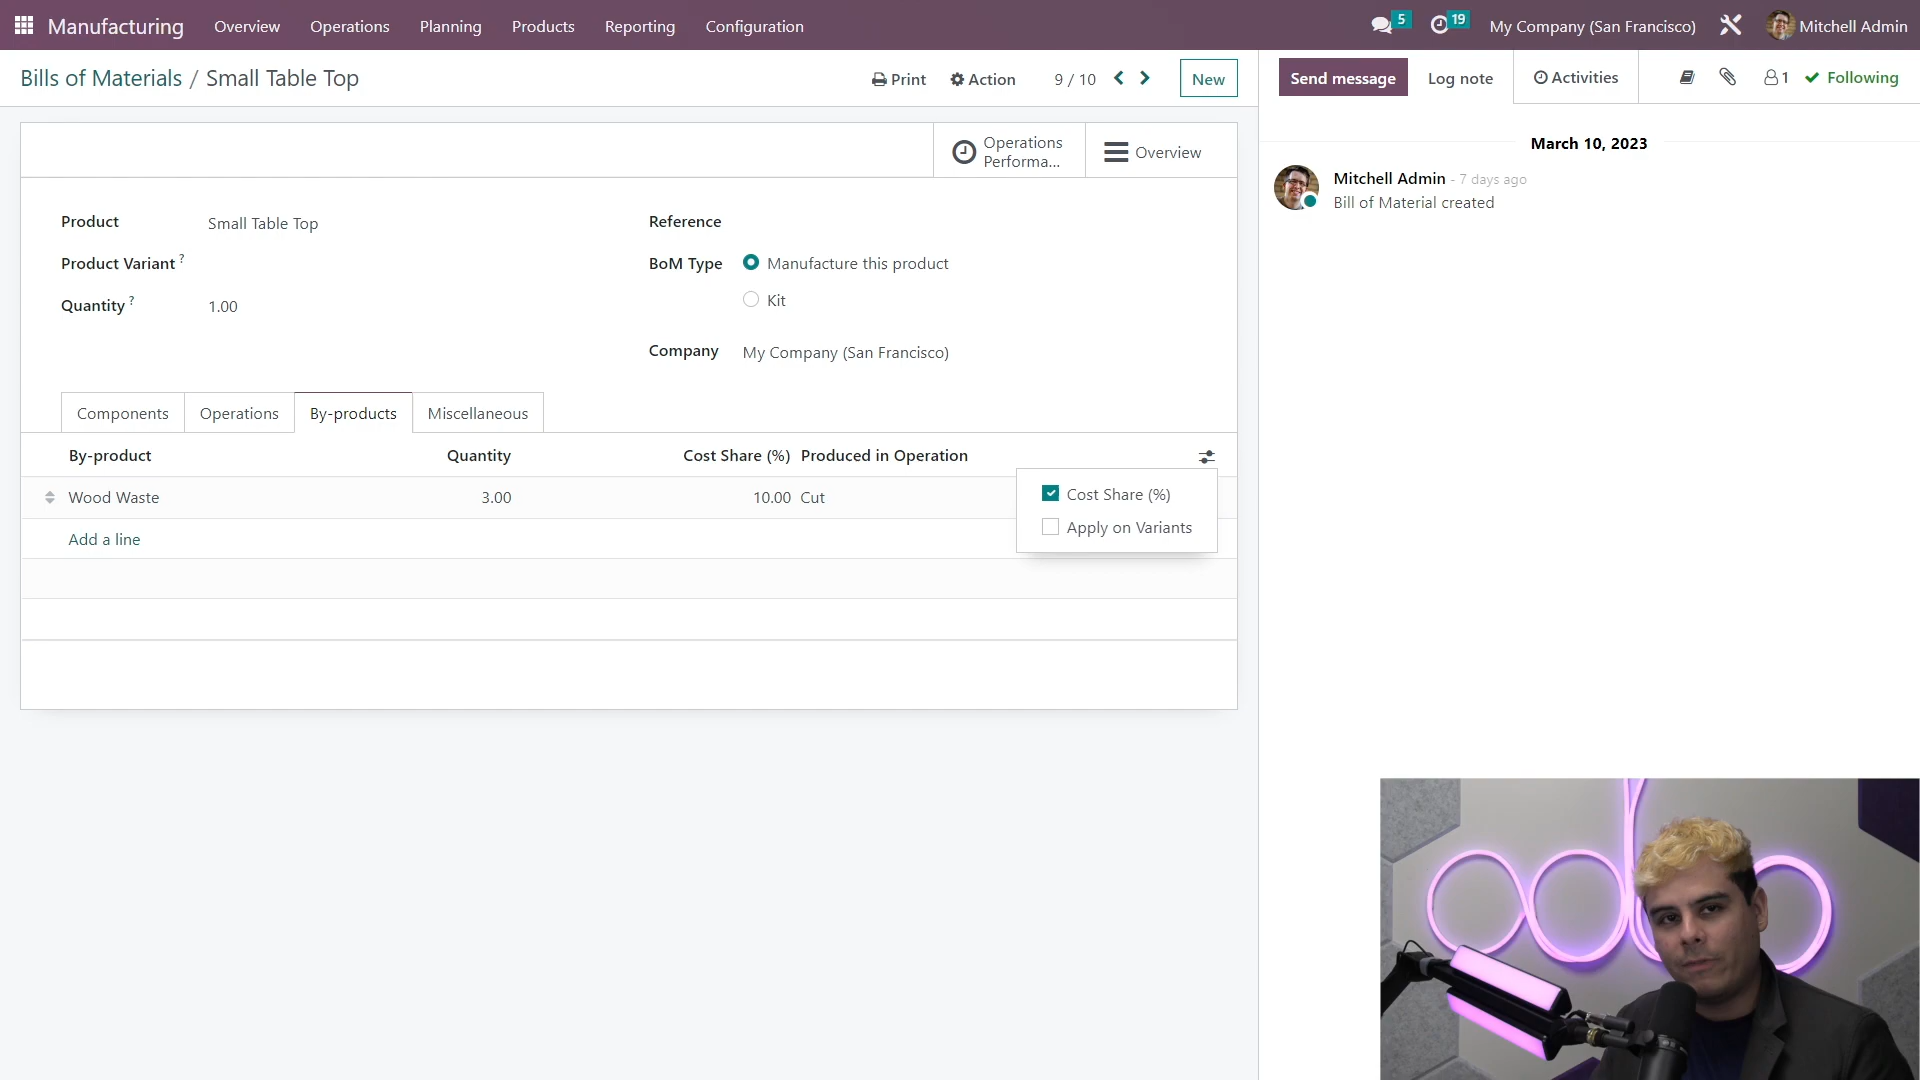 Manufacturing Overview Operations Planning Products Reporting Configuration 5 19 My Company (San Francisco) Mitchell Admin
Bills of Materials / Small Table Top Print Action 9 / 10 New
Send message Log note Activities 1 Following
Operations
Performa...
Overview
Product Small Table Top
Product Variant ?
Quantity ? 1.00
Reference
BoM Type Manufacture this product
Kit
Company My Company (San Francisco)
Components Operations By-products Miscellaneous
By-product Quantity Cost Share (%) Produced in Operation
Wood Waste 3.00 10.00 Cut
Add a line
Cost Share (%)
Apply on Variants
March 10, 2023
Mitchell Admin - 7 days ago
Bill of Material created
odoo